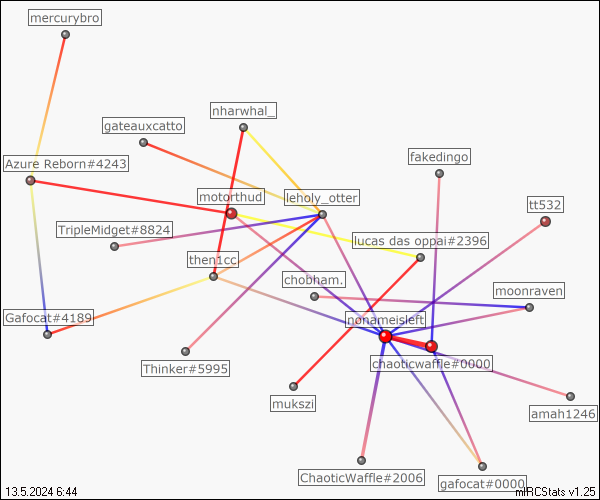 mercurybro
nharwhal_
gateauxcatto
fakedingo
Azure Reborn#4243
motorthud
leholy_otter
tt532
TripleMidget#8824
lucas das oppai#2396
then1cc
chobham.
moonraven
Gafocat#4189
nonameisleft
chaoticwaffle#0000
Thinker#5995
mukszi
amah1246
ChaoticWaffle#2006
gafocat#0000
13.5.2024 6:44
mIRCStats v1.25